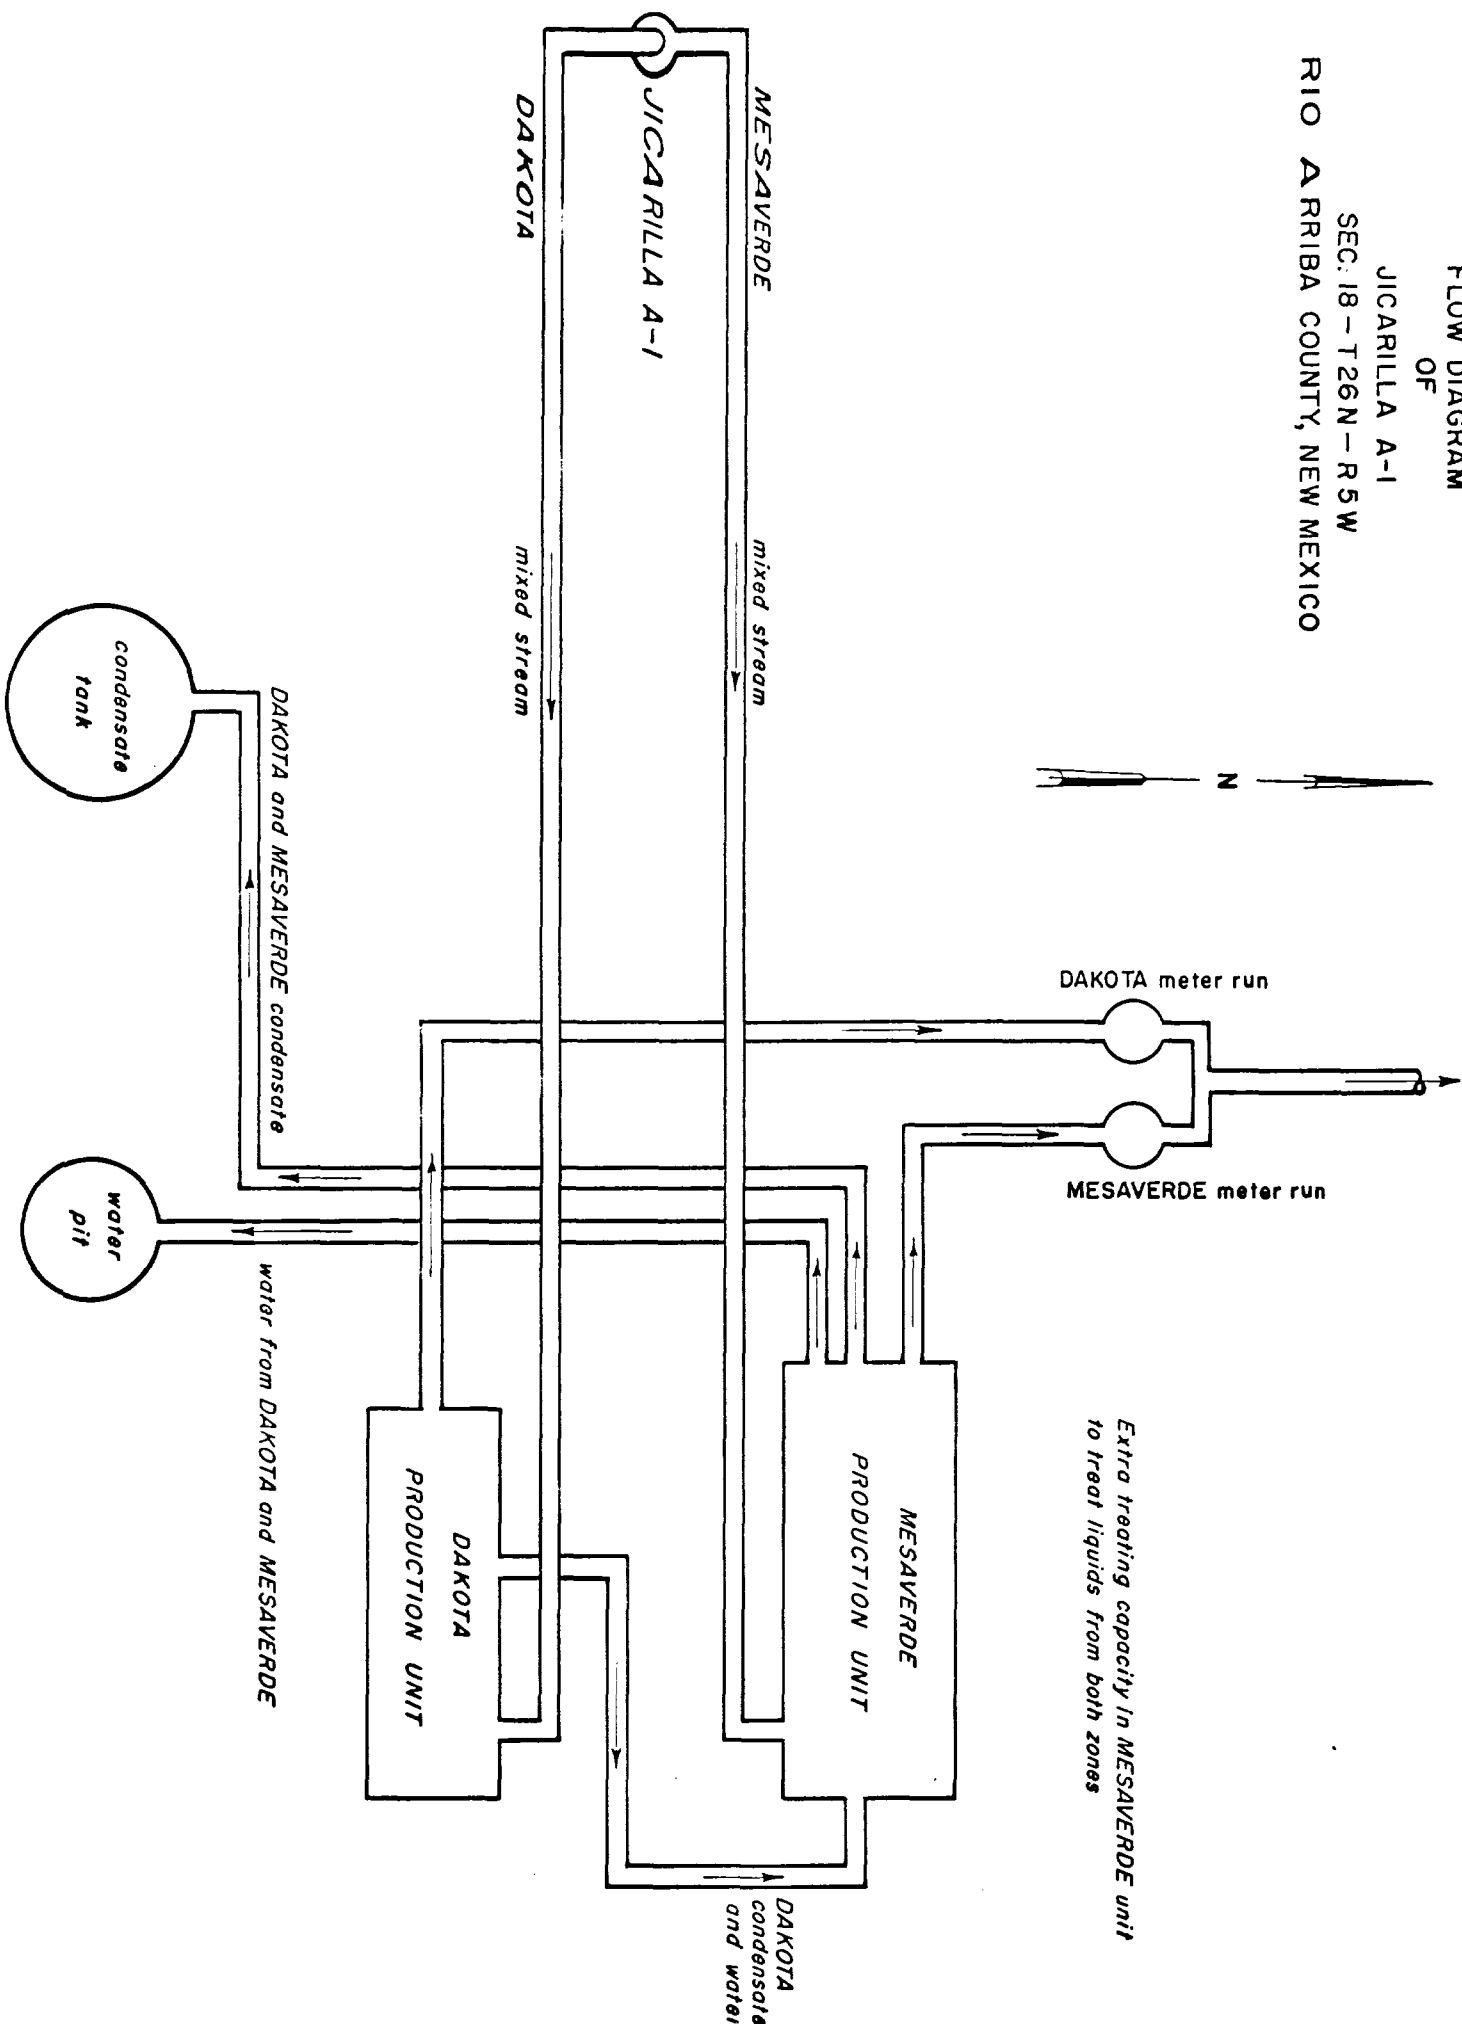 FLOW DIAGRAM
OF
JICARILLA A-1
SEC. 18-T26N-R5W
RIO ARRIBA COUNTY, NEW MEXICO
N
MESAVERDE
JICARILLA A-1
DAKOTA
mixed stream
mixed stream
DAKOTA meter run
MESAVERDE meter run
Extra treating capacity in MESAVERDE unit
to treat liquids from both zones
MESAVERDE
PRODUCTION UNIT
DAKOTA
PRODUCTION UNIT
DAKOTA
condensate
and water
DAKOTA and MESAVERDE condensate
condensate
tank
water from DAKOTA and MESAVERDE
water
pit